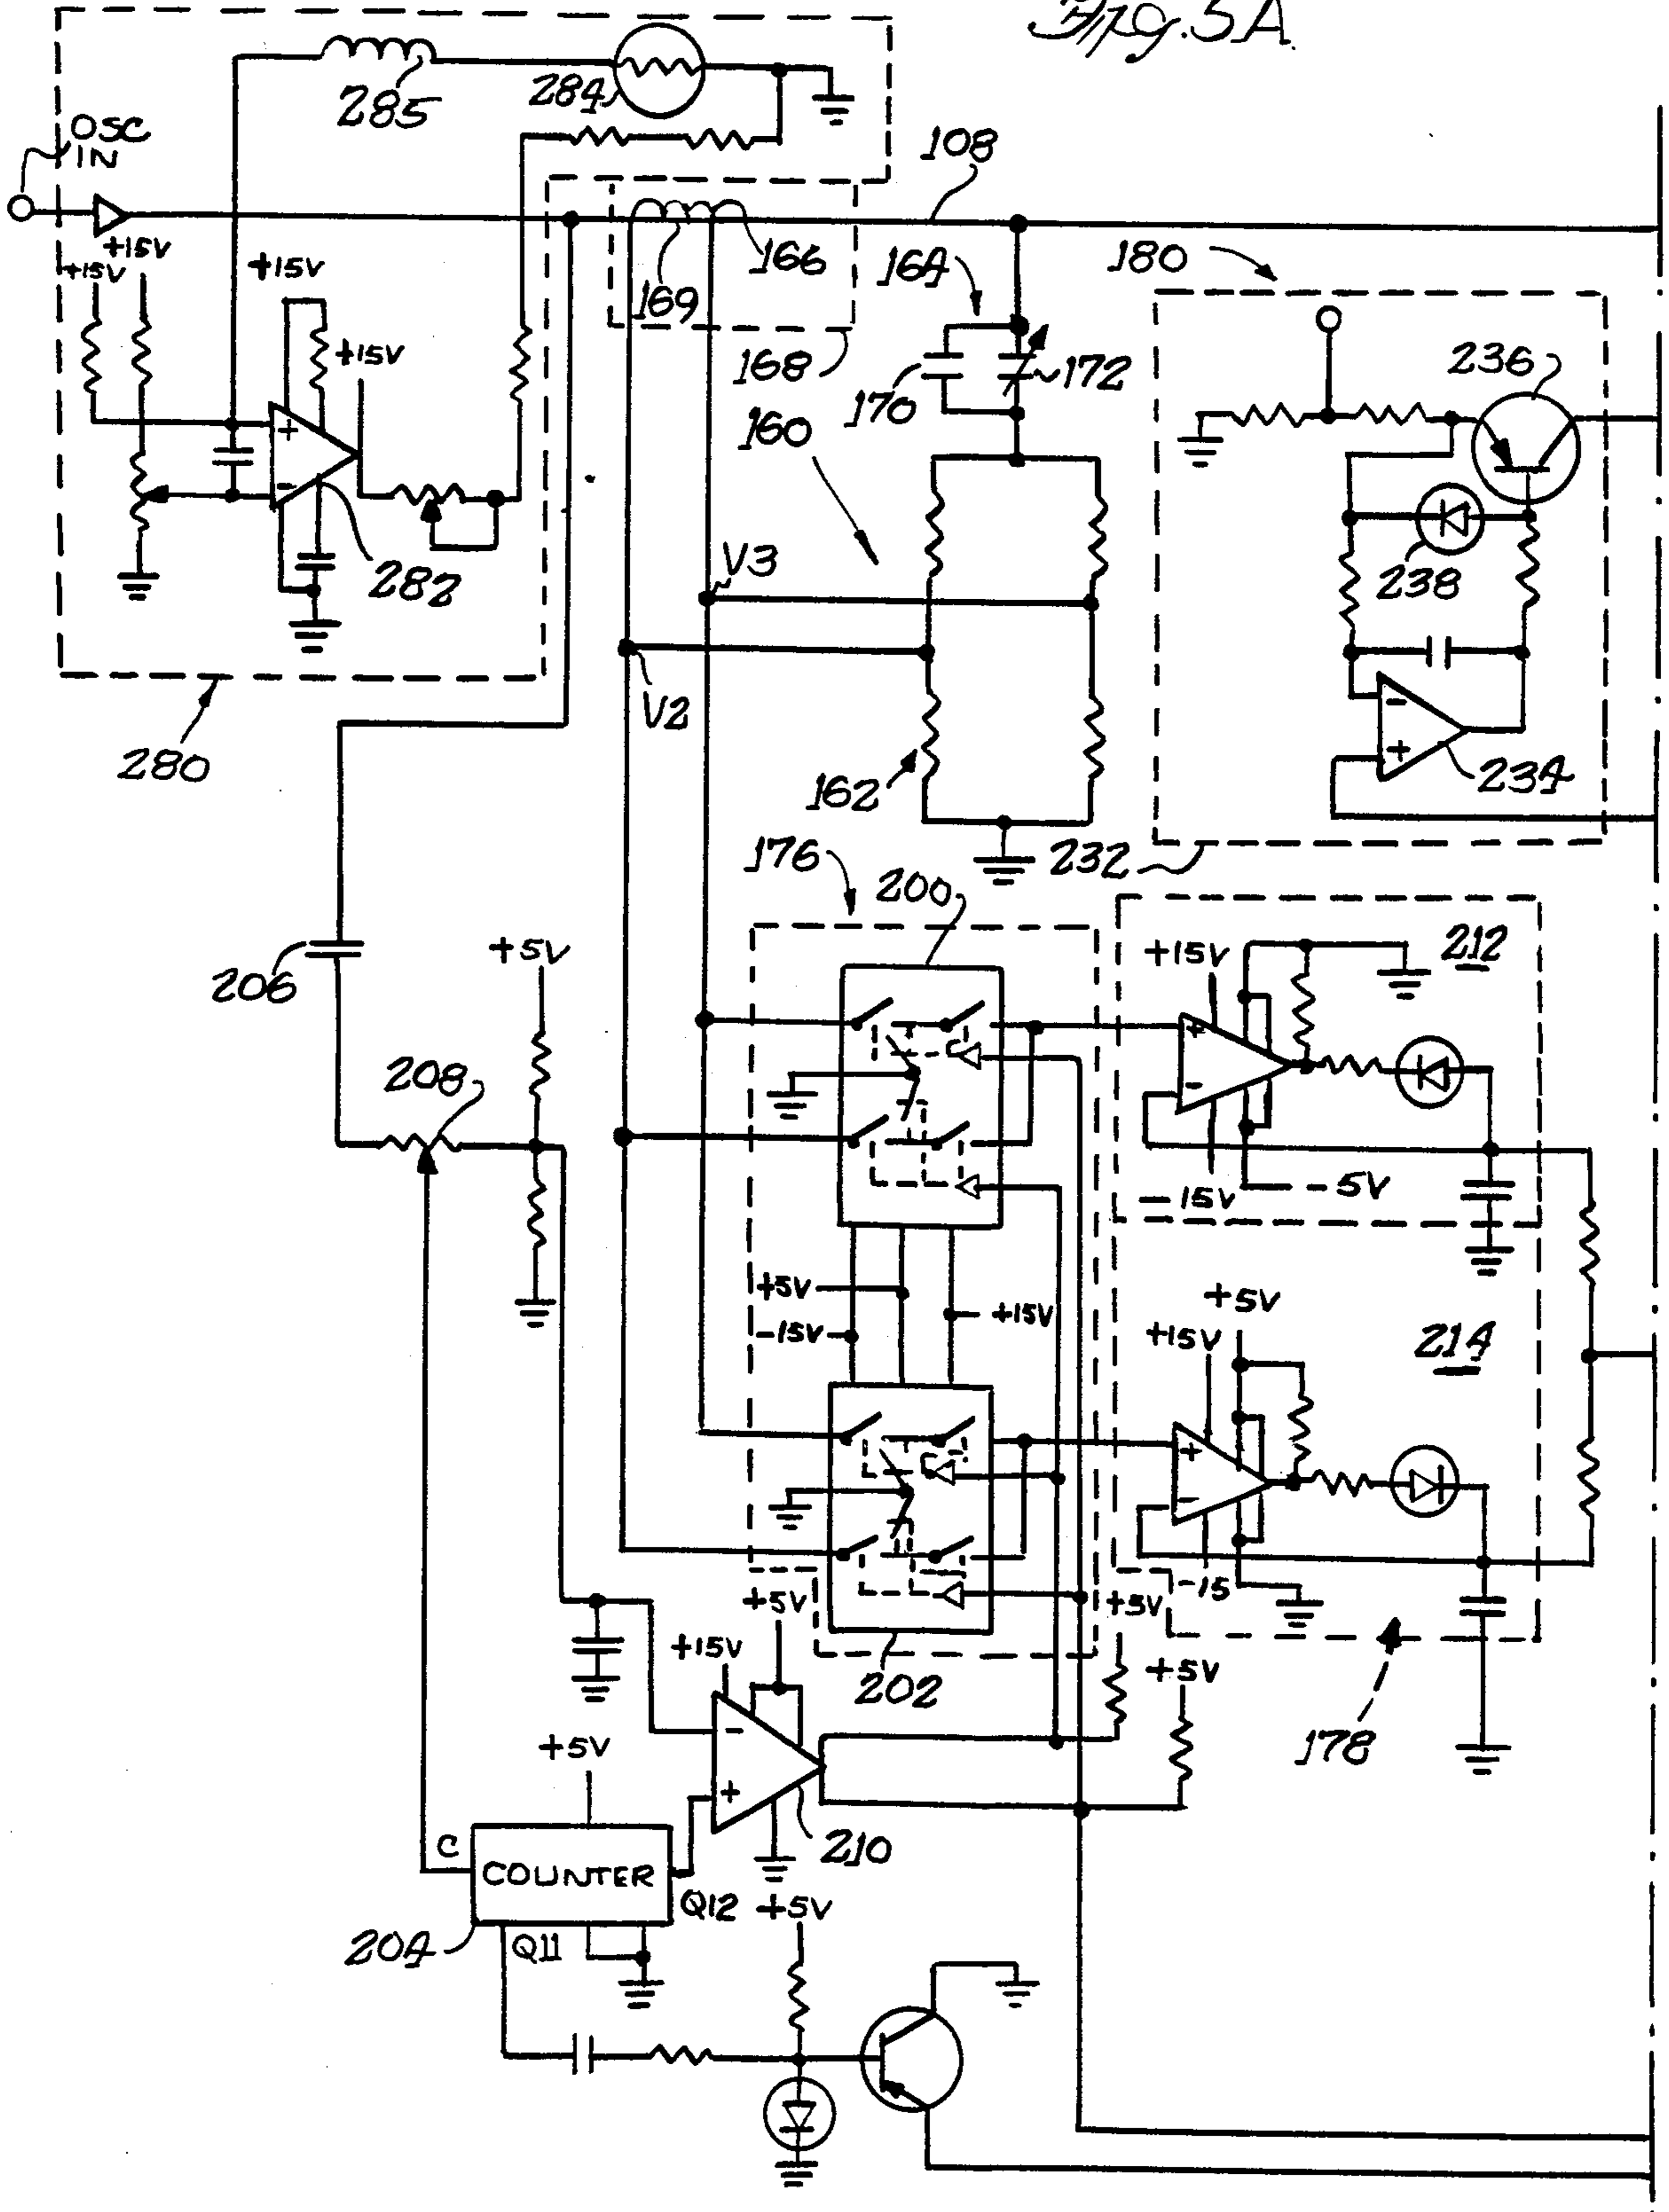 Fig. 5A.
285
284
OSC
IN
108
+15V
+15V
+15V
166
164
180
169
+15V
168
172
236
170
+
160
-
V3
282
238
V2
280
-
162
+
234
176
232
200
+5V
+15V
212
206
+
208
-
-15V
-5V
+5V
+5V
+15V
-15V
+15V
214
+
-
-15
+5V
+5V
+15V
202
+5V
-
178
+5V
+
C
210
COUNTER
Q12
+5V
204
Q11